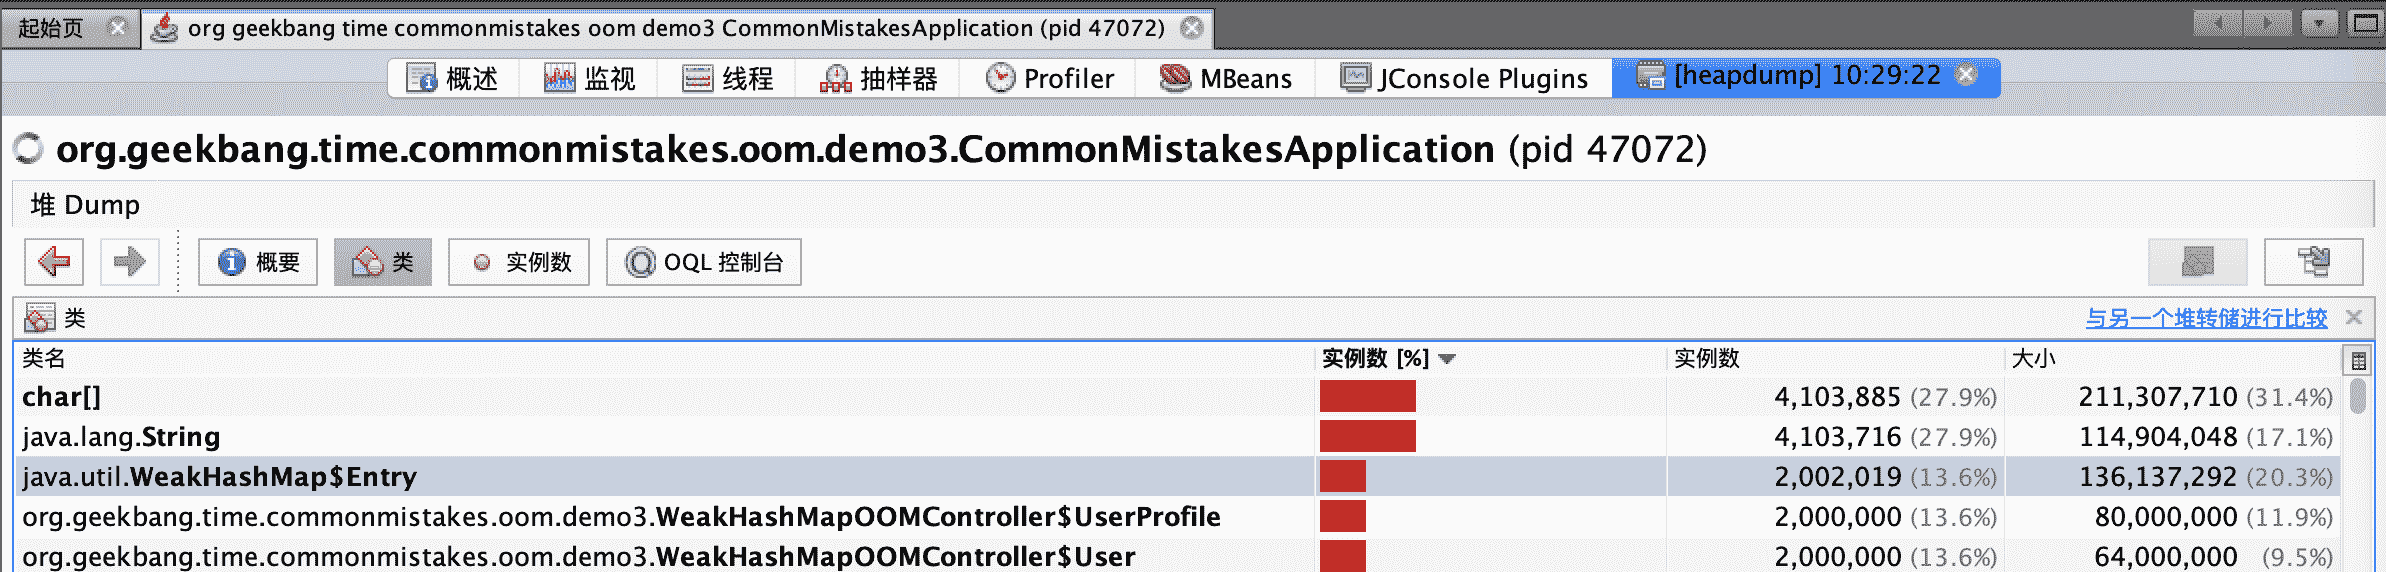 起始页
org geekbang time commonmistakes oom demo3 CommonMistakesApplication (pid 47072)
概述 监视 线程 抽样器 Profiler MBeans JConsole Plugins [heapdump] 10:29:22
org.geekbang.time.commonmistakes.oom.demo3.CommonMistakesApplication (pid 47072)
堆 Dump
概要 类 实例数 OQL 控制台
类 与另一个堆转储进行比较
类名 实例数 [%] 实例数 大小
char[] 4,103,885 (27.9%) 211,307,710 (31.4%)
java.lang.String 4,103,716 (27.9%) 114,904,048 (17.1%)
java.util.WeakHashMap$Entry 2,002,019 (13.6%) 136,137,292 (20.3%)
org.geekbang.time.commonmistakes.oom.demo3.WeakHashMapOOMController$UserProfile 2,000,000 (13.6%) 80,000,000 (11.9%)
org.geekbang.time.commonmistakes.oom.demo3.WeakHashMapOOMController$User 2,000,000 (13.6%) 64,000,000 (9.5%)